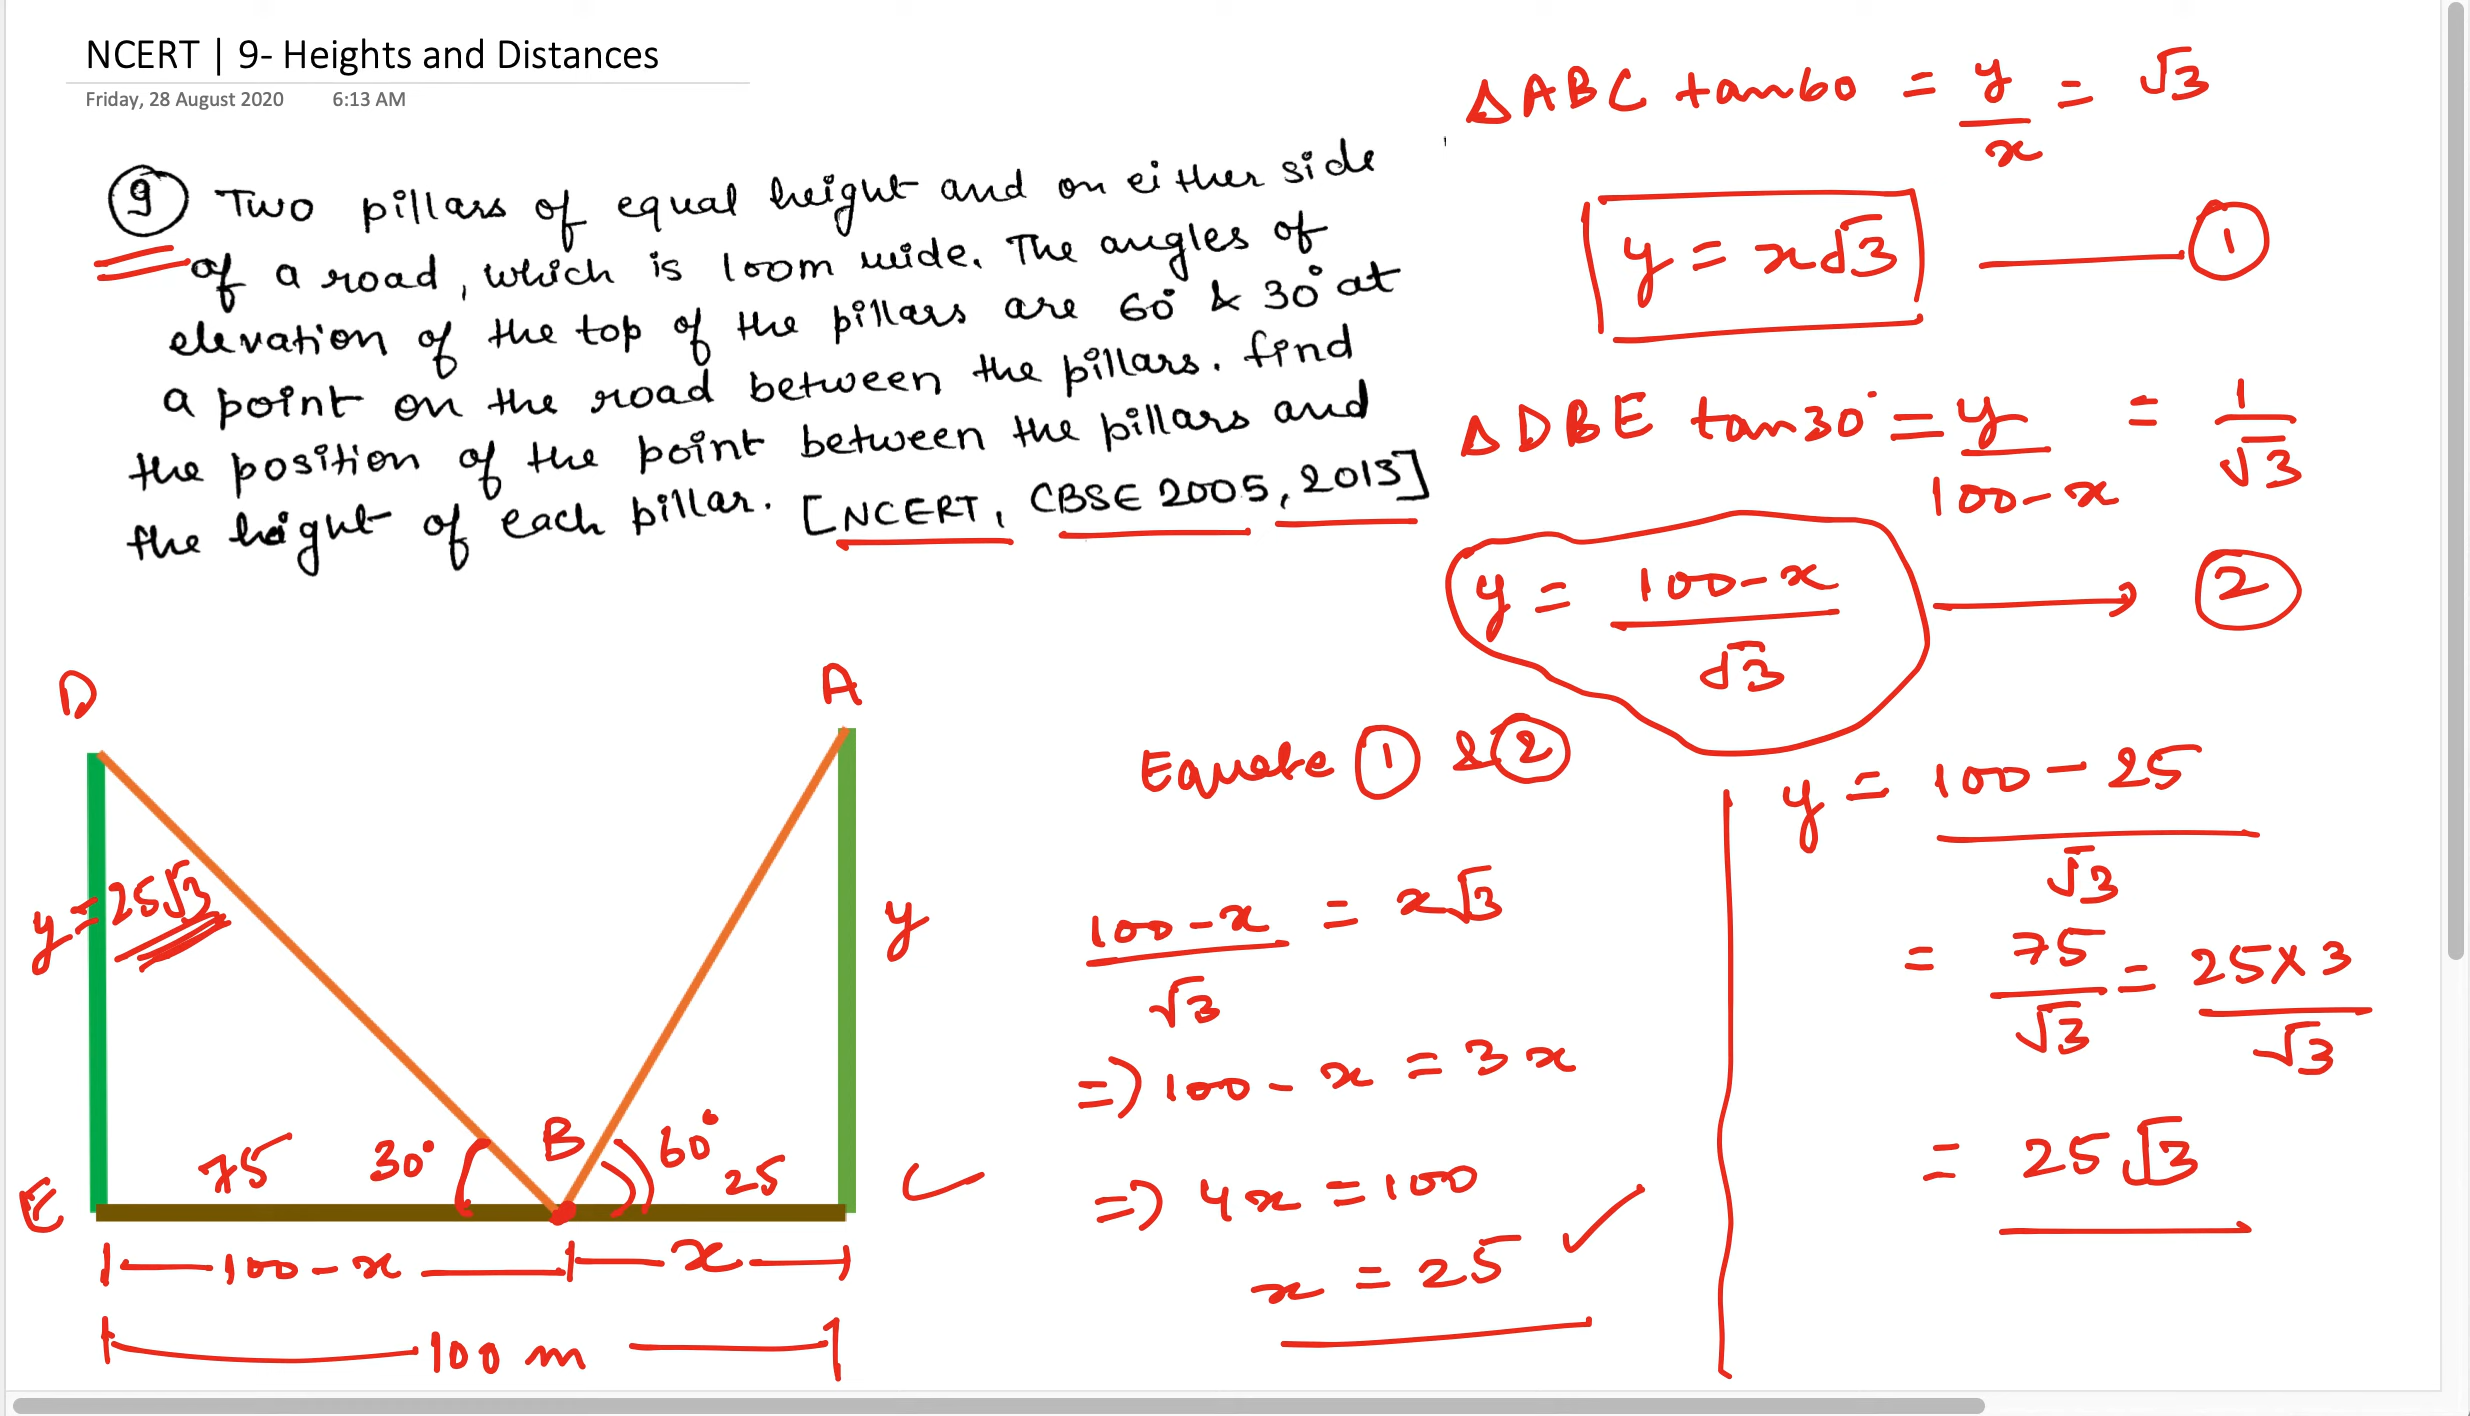 NCERT | 9- Heights and Distances
Friday, 28 August 2020 6:13 AM
9 Two pillars of equal height and on either side
of a road, which is 100m wide. The angles of
elevation of the top of the pillars are 60° & 30° at
a point on the road between the pillars. find
the position of the point between the pillars and
the height of each pillar. [NCERT, CBSE 2005, 2013]
D A
y = 25√3 y
E 75 30° B 60° 25 C
100-x x
100 m
△ABC tan60 = y/x = √3
y = x√3 1
△DBE tan30° = y/100-x = 1/√3
y = 100-x/√3 → 2
Equate 1 & 2
100-x/√3 = x√3
=> 100-x = 3x
=> 4x = 100
x = 25 ✓
y = 100-25/√3
= 75/√3 = 25×3/√3
= 25√3